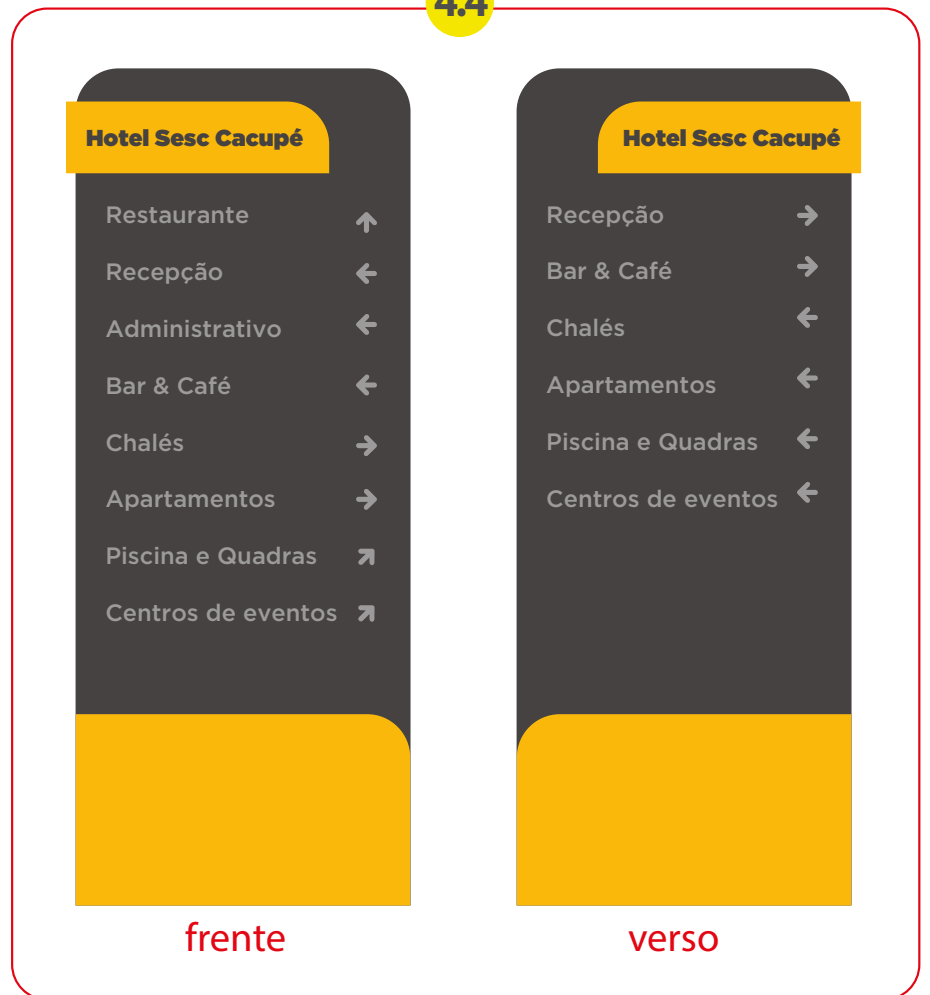 4.4
Hotel Sesc Cacupé
Restaurante
Recepção
Administrativo
Bar & Café
Chalés
Apartamentos
Piscina e Quadras
Centros de eventos
frente
Hotel Sesc Cacupé
Recepção
Bar & Café
Chalés
Apartamentos
Piscina e Quadras
Centros de eventos
verso